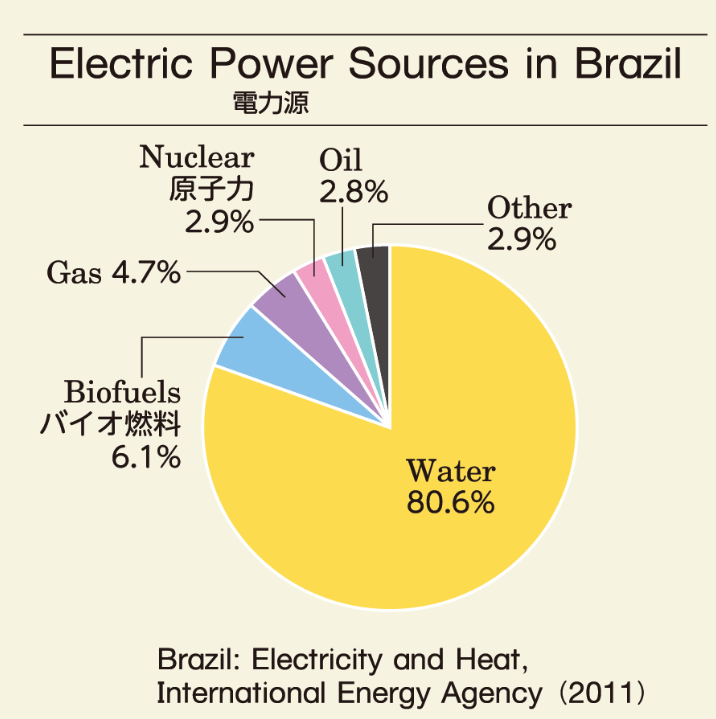 Electric Power Sources in Brazil
電力源
Nuclear
原子力
2.9%
Oil
2.8%
Other
2.9%
Gas 4.7%
Biofuels
バイオ燃料
6.1%
Water
80.6%
Brazil: Electricity and Heat,
International Energy Agency (2011)